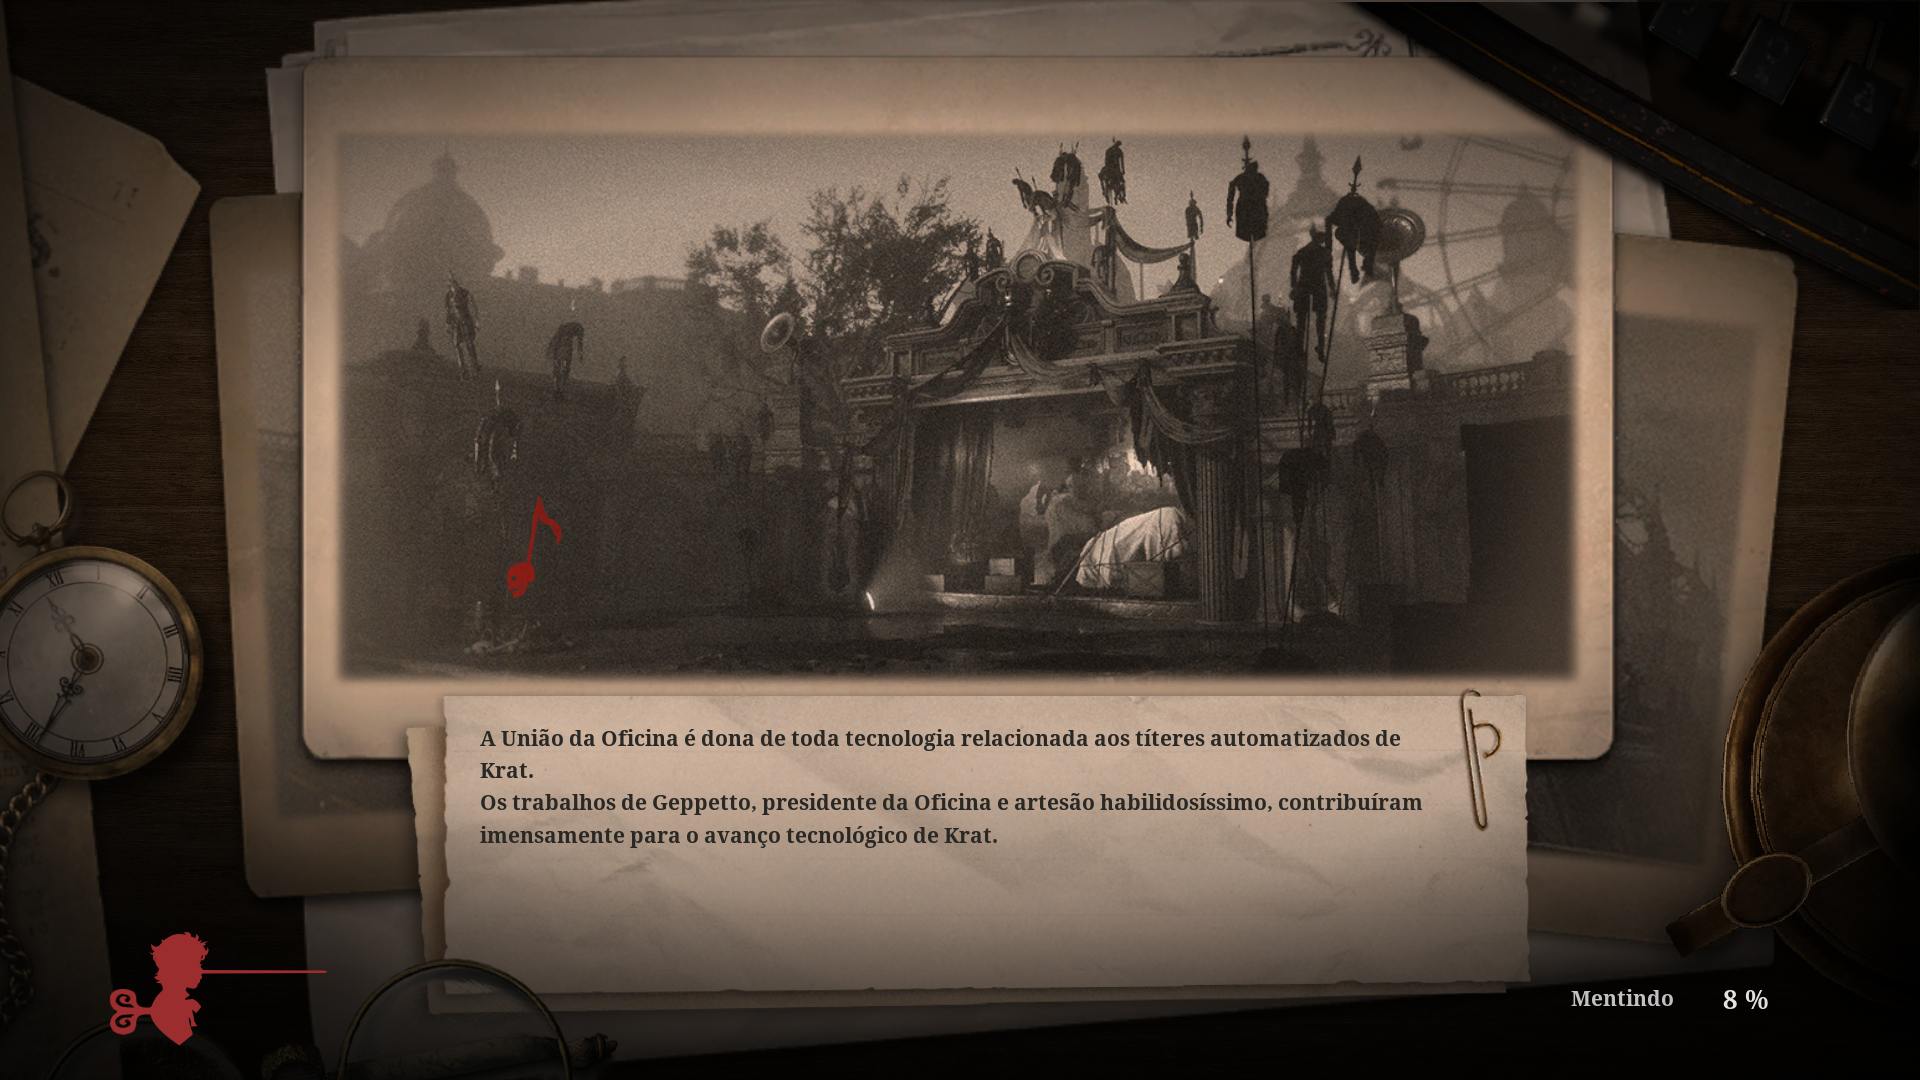 A União da Oficina é dona de toda tecnologia relacionada aos títeres automatizados de
Krat.
Os trabalhos de Geppetto, presidente da Oficina e artesão habilidosíssimo, contribuíram
imensamente para o avanço tecnológico de Krat.
Mentindo 8 %